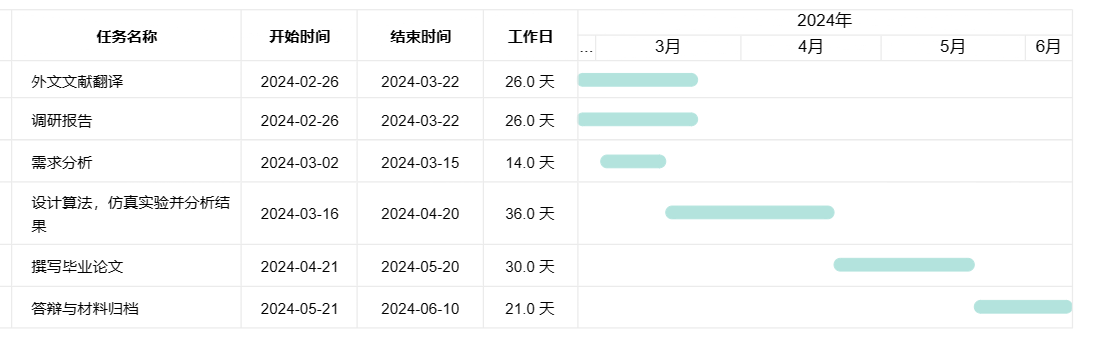 2024年
任务名称 开始时间 结束时间 工作日
... 3月 4月 5月 6月
外文文献翻译 2024-02-26 2024-03-22 26.0 天
调研报告 2024-02-26 2024-03-22 26.0 天
需求分析 2024-03-02 2024-03-15 14.0 天
设计算法，仿真实验并分析结
果
2024-03-16 2024-04-20 36.0 天
撰写毕业论文 2024-04-21 2024-05-20 30.0 天
答辩与材料归档 2024-05-21 2024-06-10 21.0 天